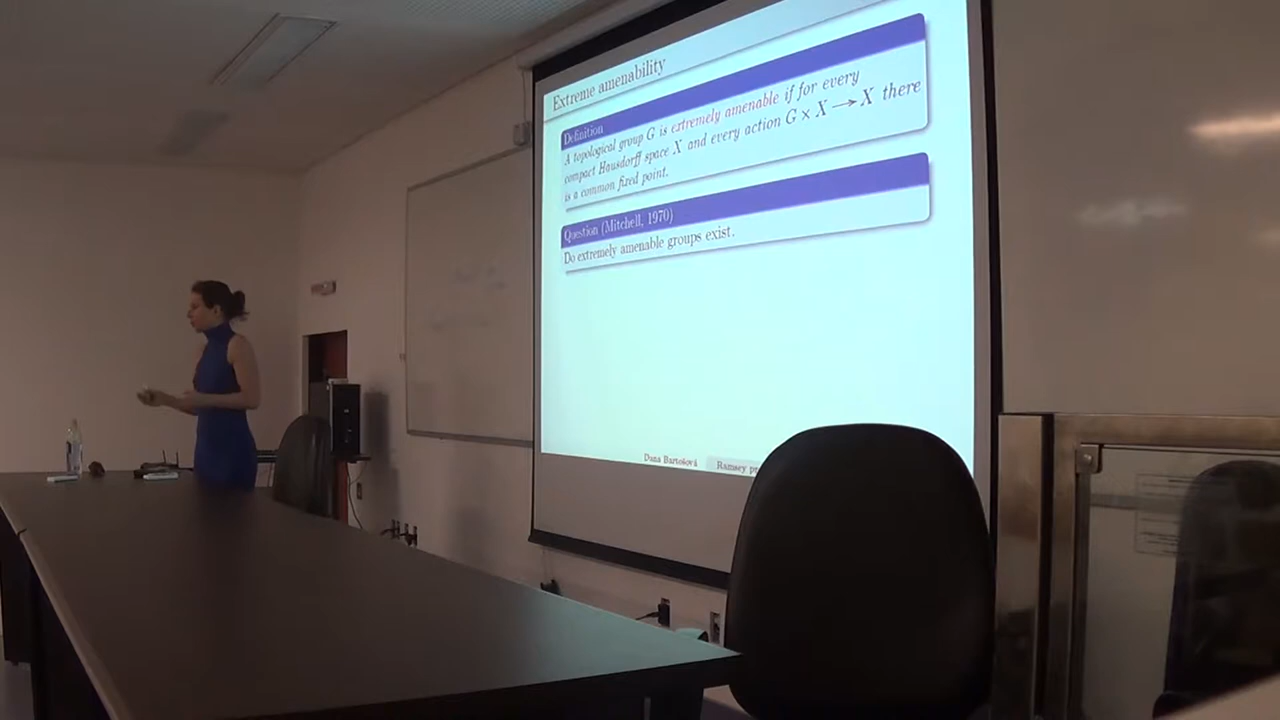 Extreme amenability
Definition
A topological group G is extremely amenable if for every
compact Hausdorff space X and every action G × X → X there
is a common fixed point.
Question (Mitchell, 1970)
Do extremely amenable groups exist.
Dana Bartošová
Ramsey